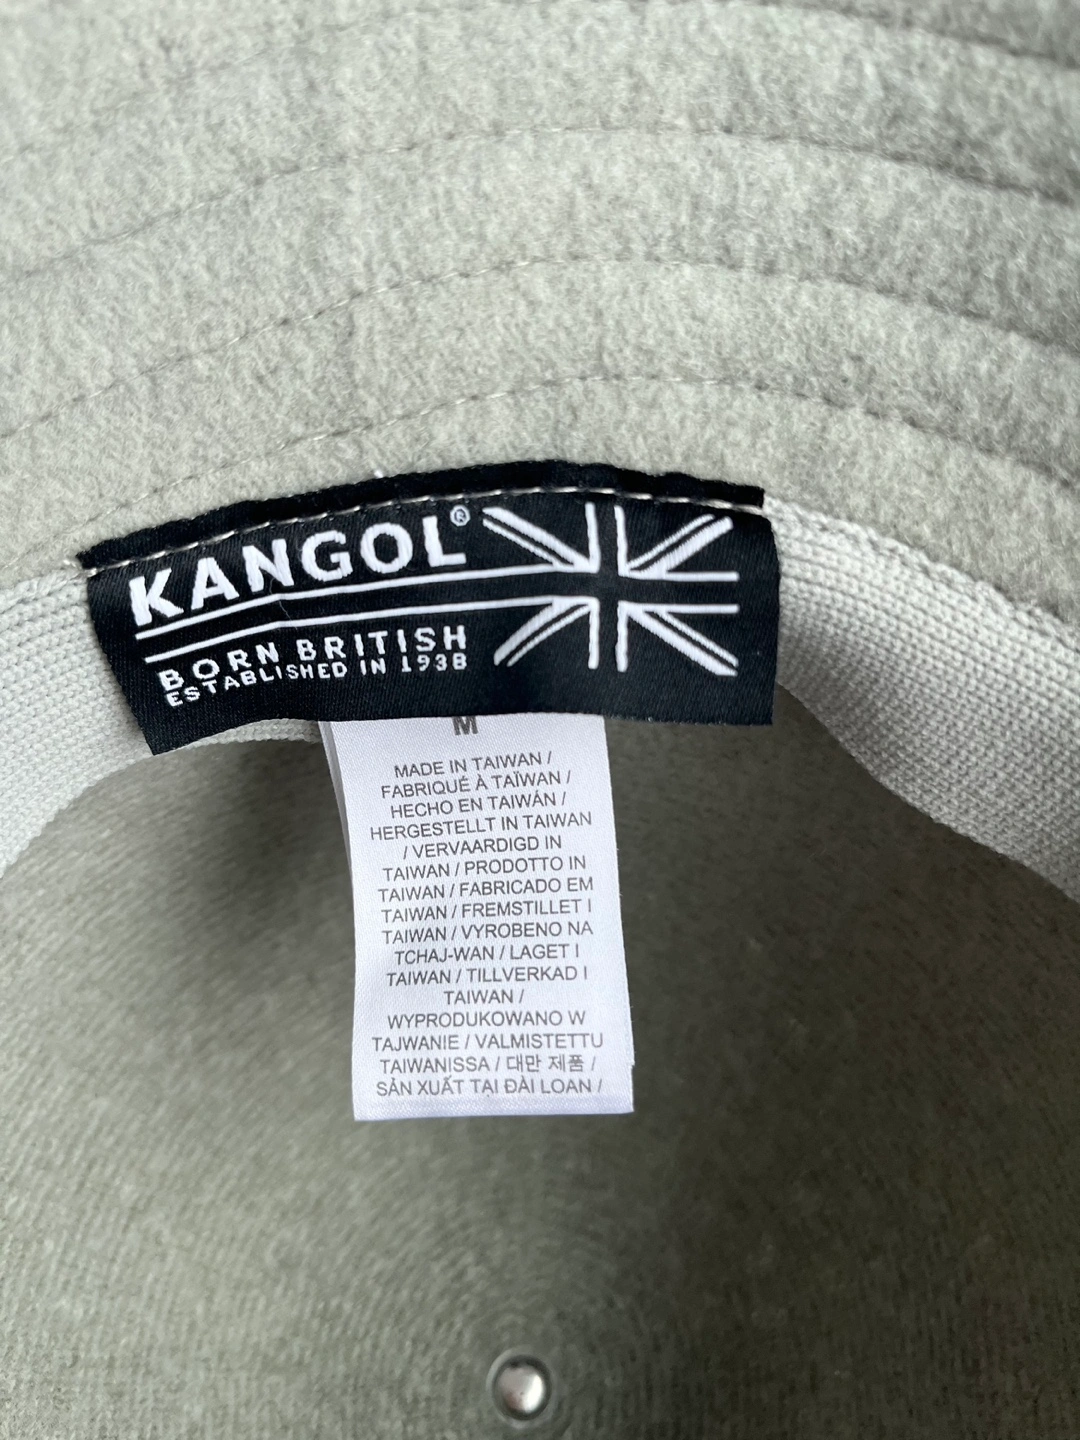 KANGOL®
BORN BRITISH
ESTABLISHED IN 1938
M
MADE IN TAIWAN /
FABRIQUÉ À TAÏWAN /
HECHO EN TAIWÁN /
HERGESTELLT IN TAIWAN
/ VERVAARDIGD IN
TAIWAN / PRODOTTO IN
TAIWAN / FABRICADO EM
TAIWAN / FREMSTILLET I
TAIWAN / VYROBENO NA
TCHAJ-WAN / LAGET I
TAIWAN / TILLVERKAD I
TAIWAN /
WYPRODUKOWANO W
TAJWANIE / VALMISTETTU
TAIWANISSA / 대만 제품 /
SẢN XUẤT TẠI ĐÀI LOAN /